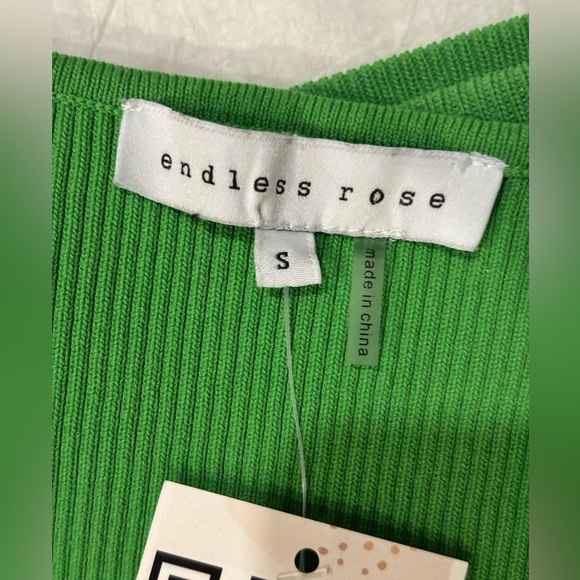 endless rose
S
made in china